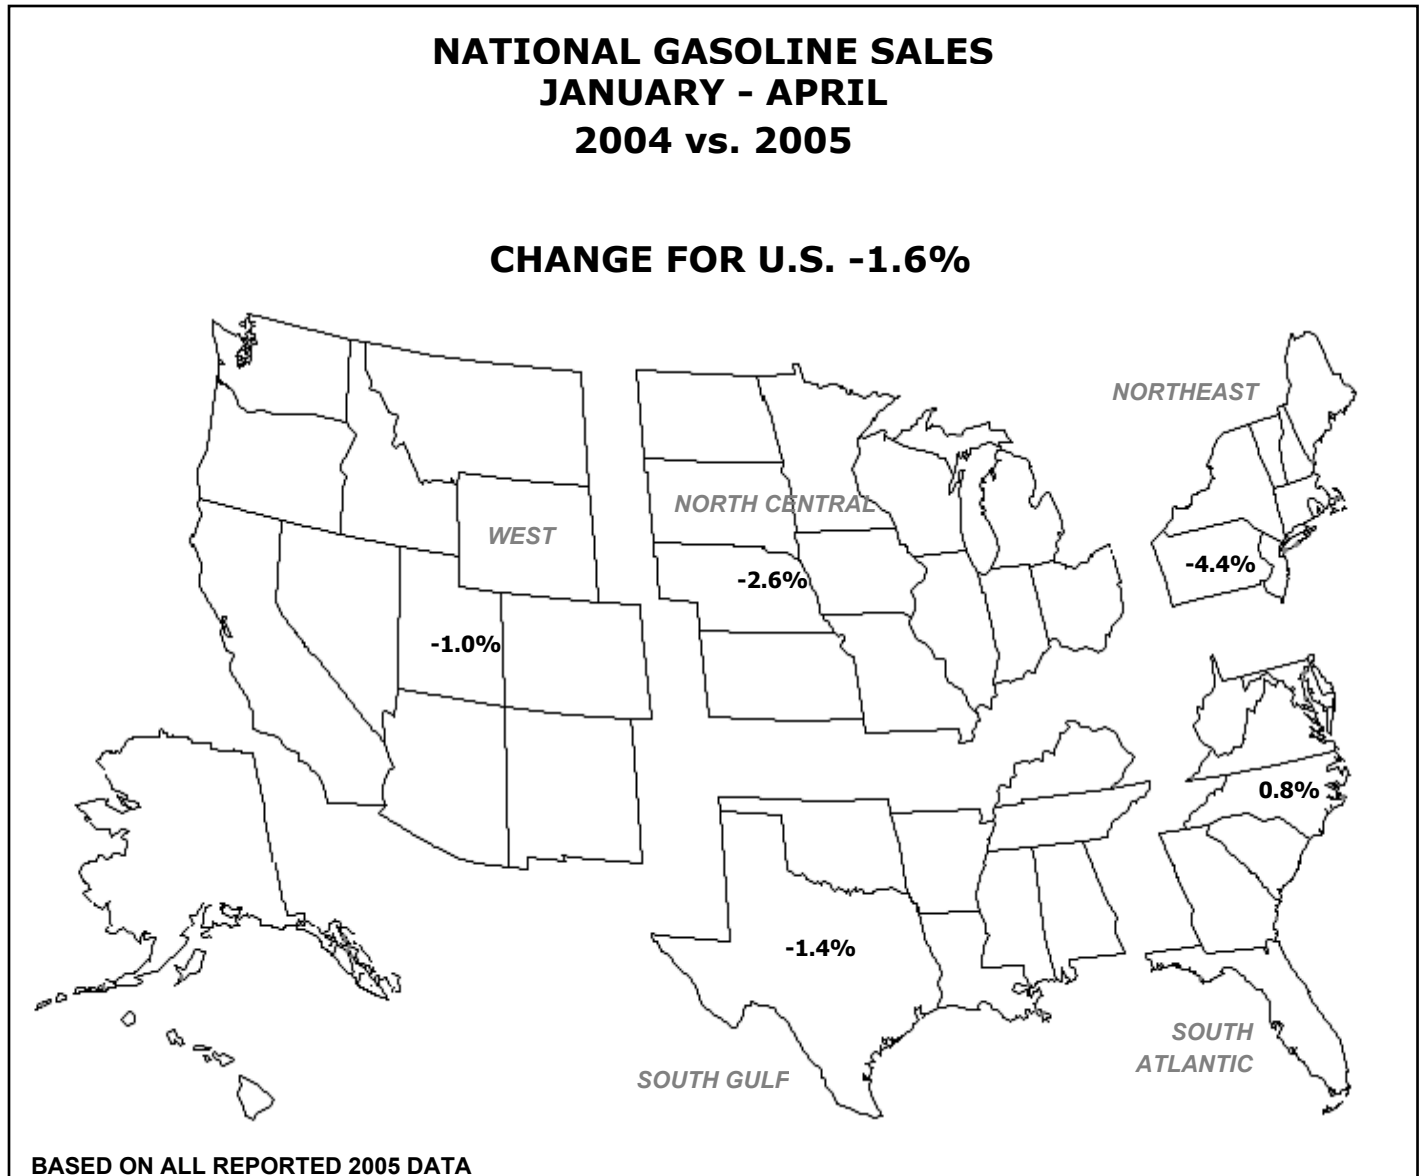 NATIONAL GASOLINE SALES
JANUARY - APRIL
2004 vs. 2005
CHANGE FOR U.S. -1.6%
NORTHEAST
NORTH CENTRAL
WEST
-4.4%
-2.6%
-1.0%
0.8%
-1.4%
SOUTH
ATLANTIC
SOUTH GULF
BASED ON ALL REPORTED 2005 DATA